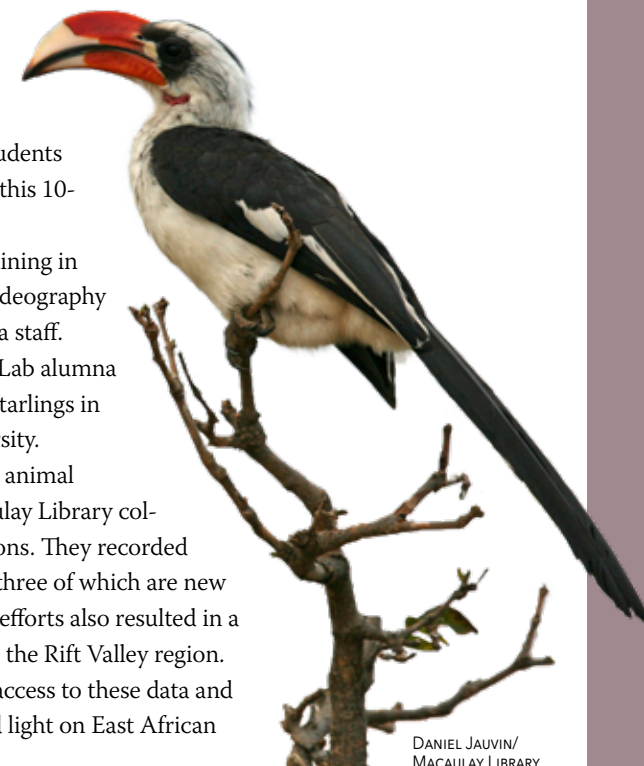 udents
this 10-
ining in
deography
a staff.
Lab alumna
tarlings in
sity.
animal
ulay Library col-
ons. They recorded
three of which are new
efforts also resulted in a
the Rift Valley region.
access to these data and
light on East African
Daniel Jauvin/
Macaulay Library